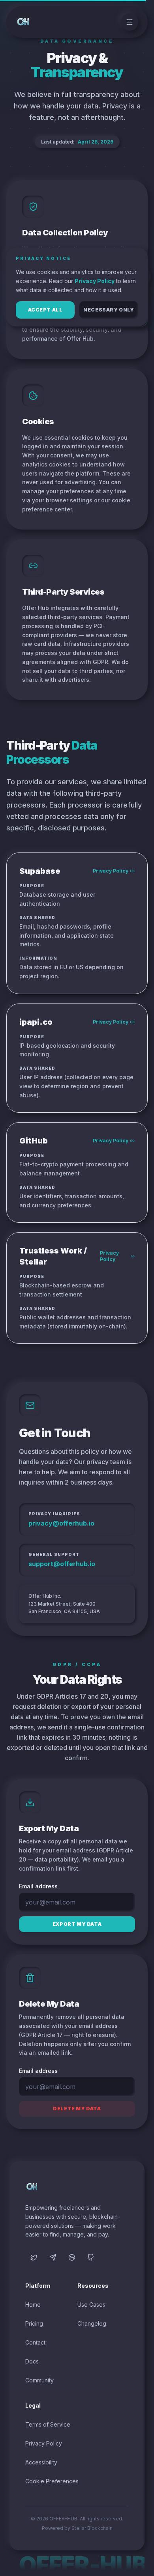 OH
DATA GOVERNANCE
Privacy &
Transparency
We believe in full transparency about
how we handle your data. Privacy is a
feature, not an afterthought.
Last updated: April 28, 2026
Data Collection Policy
PRIVACY NOTICE
We use cookies and analytics to improve your
experience. Read our Privacy Policy to learn
what data is collected and how it is used.
ACCEPT ALL
NECESSARY ONLY
to ensure the stability, security, and
performance of Offer Hub.
Cookies
We use essential cookies to keep you
logged in and maintain your session.
With your consent, we may use
analytics cookies to understand how
users navigate the platform. These are
never used for advertising. You can
manage your preferences at any time
via your browser settings or our cookie
preference center.
Third-Party Services
Offer Hub integrates with carefully
selected third-party services. Payment
processing is handled by PCI-
compliant providers — we never store
raw card data. Infrastructure providers
may process your data under strict
agreements aligned with GDPR. We do
not sell your data to third parties, nor
share it with advertisers.
Third-Party Data
Processors
To provide our services, we share limited
data with the following third-party
processors. Each processor is carefully
vetted and processes data only for
specific, disclosed purposes.
Supabase
Privacy Policy
PURPOSE
Database storage and user
authentication
DATA SHARED
Email, hashed passwords, profile
information, and application state
metrics.
INFORMATION
Data stored in EU or US depending on
project region.
ipapi.co
Privacy Policy
PURPOSE
IP-based geolocation and security
monitoring
DATA SHARED
User IP address (collected on every page
view to determine region and prevent
abuse).
GitHub
Privacy Policy
PURPOSE
Fiat-to-crypto payment processing and
balance management
DATA SHARED
User identifiers, transaction amounts,
and currency preferences.
Trustless Work /
Stellar
Privacy
Policy
PURPOSE
Blockchain-based escrow and
transaction settlement
DATA SHARED
Public wallet addresses and transaction
metadata (stored immutably on-chain).
Get in Touch
Questions about this policy or how we
handle your data? Our privacy team is
here to help. We aim to respond to all
inquiries within 2 business days.
PRIVACY INQUIRIES
privacy@offerhub.io
GENERAL SUPPORT
support@offerhub.io
Offer Hub Inc.
123 Market Street, Suite 400
San Francisco, CA 94105, USA
GDPR / CCPA
Your Data Rights
Under GDPR Articles 17 and 20, you may
request deletion or export of your personal
data at any time. To prove you own the email
address, we send it a single-use confirmation
link that expires in 30 minutes; nothing is
exported or deleted until you open that link and
confirm.
Export My Data
Receive a copy of all personal data we
hold for your email address (GDPR Article
20 — data portability). We email you a
confirmation link first.
Email address
your@email.com
EXPORT MY DATA
Delete My Data
Permanently remove all personal data
associated with your email address
(GDPR Article 17 — right to erasure).
Deletion happens only after you confirm
via an emailed link.
Email address
your@email.com
DELETE MY DATA
OH
Empowering freelancers and
businesses with secure, blockchain-
powered solutions — making work
easier to find, manage, and pay.
Platform
Resources
Home
Use Cases
Pricing
Changelog
Contact
Docs
Community
Legal
Terms of Service
Privacy Policy
Accessibility
Cookie Preferences
© 2026 OFFER-HUB. All rights reserved.
Powered by Stellar Blockchain
OFFER-HUB